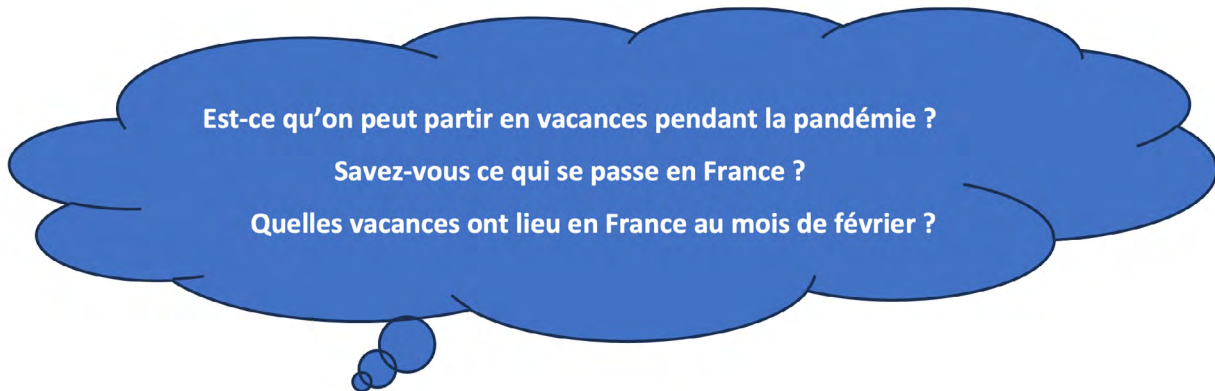 Est-ce qu’on peut partir en vacances pendant la pandémie ?
Savez-vous ce qui se passe en France ?
Quelles vacances ont lieu en France au mois de février ?